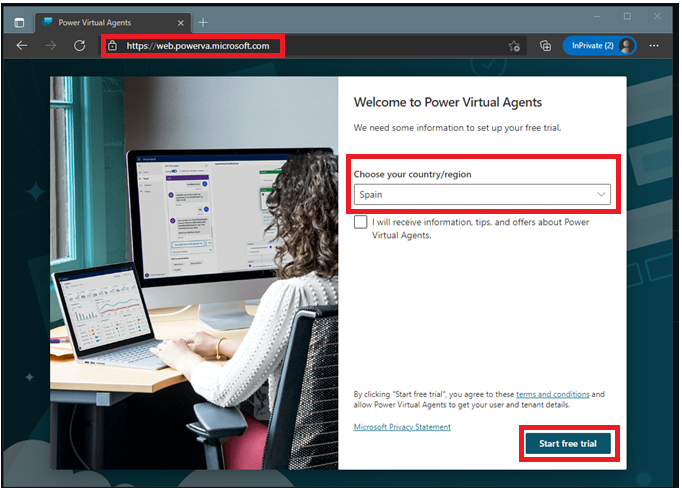 Power Virtual Agents
https://web.powerva.microsoft.com
InPrivate (2)
Welcome to Power Virtual Agents
We need some information to set up your free trial.
Choose your country/region
Spain
I will receive information, tips, and offers about Power
Virtual Agents.
By clicking "Start free trial", you agree to these terms and conditions and
allow Power Virtual Agents to get your user and tenant details.
Microsoft Privacy Statement
Start free trial